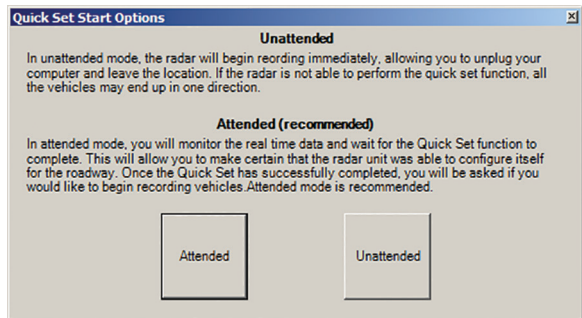 Quick Set Start Options
Unattended
In unattended mode, the radar will begin reording immediately, allowing you to unplug your
computer and leave the location. If the radar is not able to perform the quick set function, all
the vehicles may end up in one direction.
Attended (recommended)
In attended mode, you will monitor the real time data and wait for the Quick Set function to
complete. This will allow you to make certain that the radar unit was able to configure itself
for the roadway. Once the Quick Set has successfully completed, you will be asked if you
would like to begin recording vehicles.Attended mode is recommended.
Attended Unattended